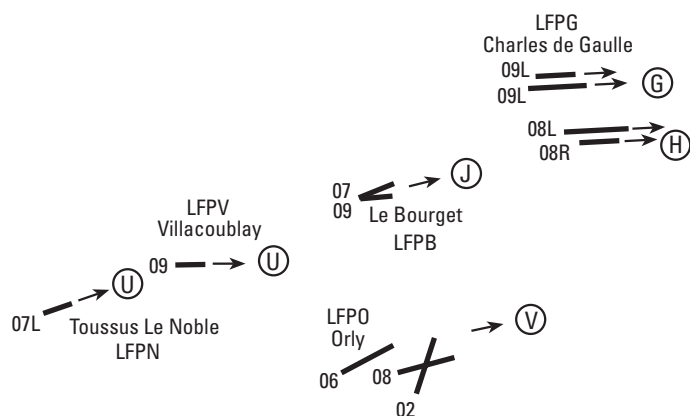 LFPG
Charles de Gaulle
09L
09L
G
08L
08R
H
07
09
J
Le Bourget
LFPB
LFPV
Villacoublay
09
U
07L
U
Toussus Le Noble
LFPN
LFPO
Orly
06
08
02
V